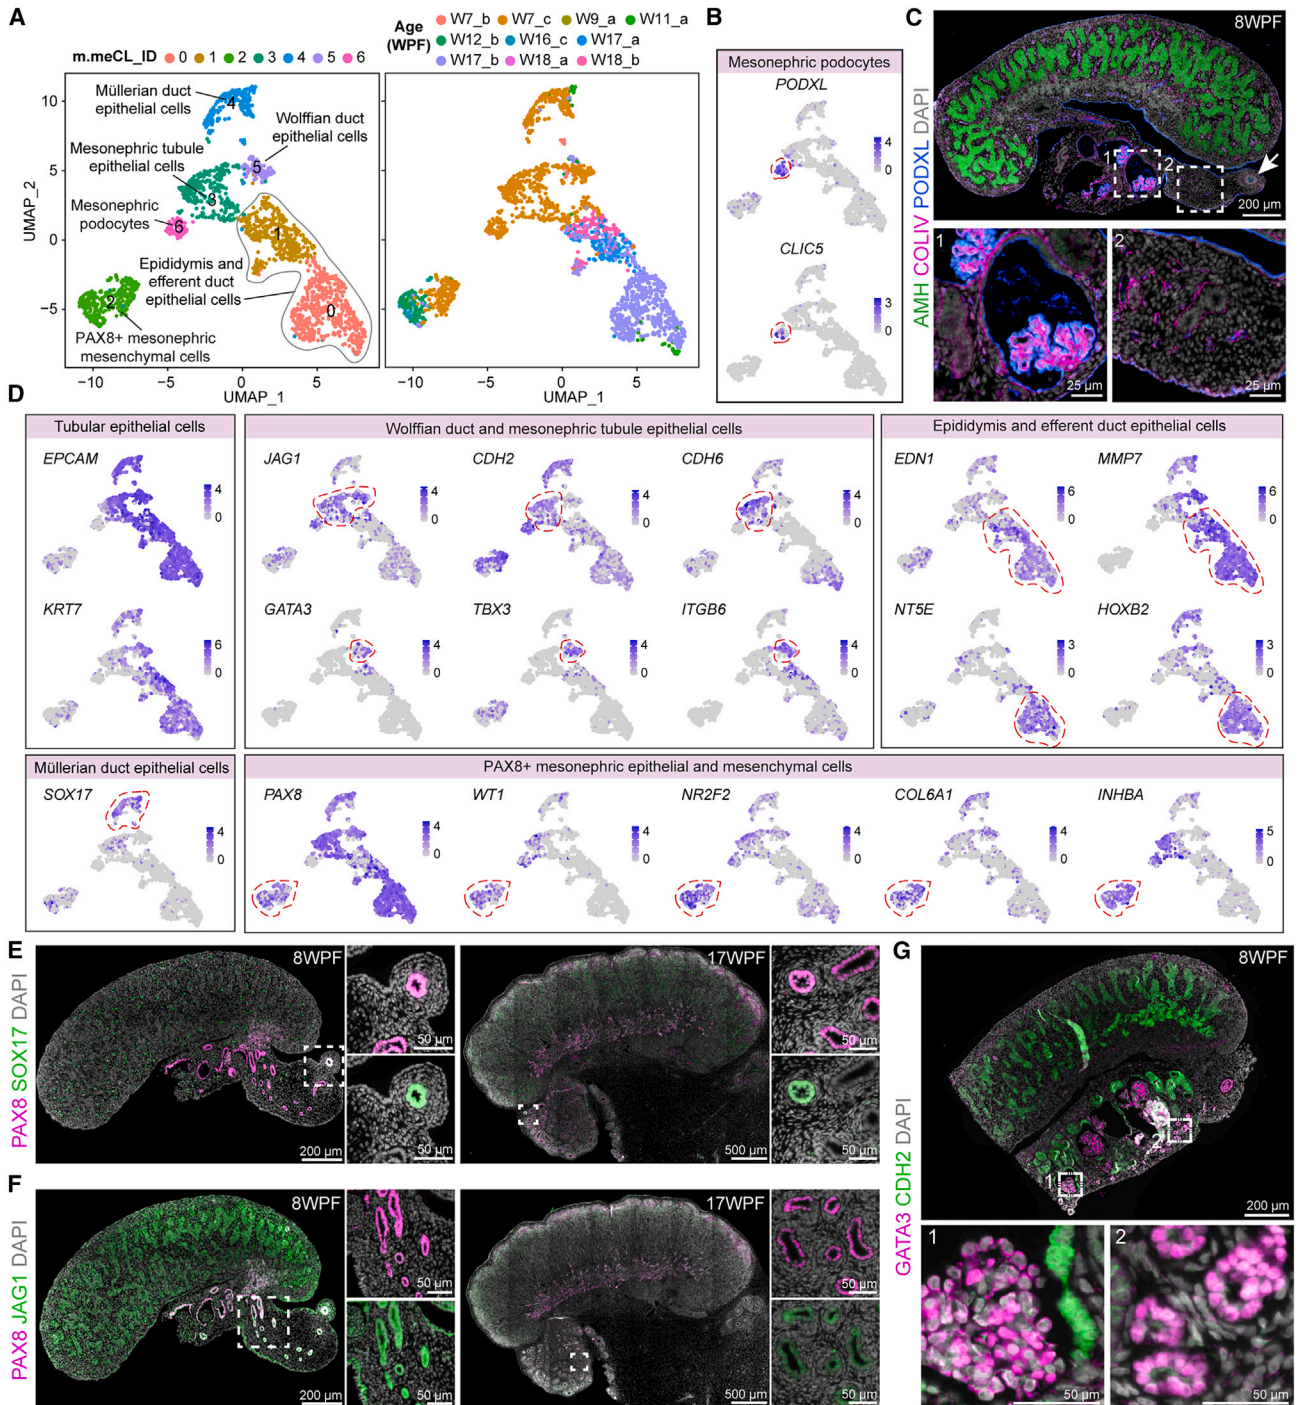 A
m.meCL_ID 0 1 2 3 4 5 6
Müllerian duct
epithelial cells
Wolffian duct
epithelial cells
Mesonephric tubule
epithelial cells
Mesonephric
podocytes
Epididymis and
efferent duct
epithelial cells
PAX8+ mesonephric
mesenchymal cells
4
5
3
6
1
2
0
UMAP_2
10
5
0
−5
−10 −5 0 5
UMAP_1
Age
(WPF)
W7_b W7_c W9_a W11_a
W12_b W16_c W17_a
W17_b W18_a W18_b
−10 −5 0 5
UMAP_1
B
Mesonephric podocytes
PODXL
4
2
0
CLIC5
3
2
1
0
C
AMH COLIV PODXL DAPI
8WPF
1
2
200 µm
1
25 µm
2
25 µm
D
Tubular epithelial cells
EPCAM
4
0
KRT7
6
0
Wolffian duct and mesonephric tubule epithelial cells
JAG1
4
0
CDH2
4
0
CDH6
4
0
GATA3
4
0
TBX3
4
0
ITGB6
4
0
Epididymis and efferent duct epithelial cells
EDN1
6
0
MMP7
6
0
NT5E
3
0
HOXB2
3
0
Müllerian duct epithelial cells
SOX17
4
0
PAX8+ mesonephric epithelial and mesenchymal cells
PAX8
4
0
WT1
4
0
NR2F2
4
0
COL6A1
4
0
INHBA
5
0
E
PAX8 SOX17 DAPI
8WPF
200 µm
50 µm
50 µm
17WPF
500 µm
50 µm
50 µm
F
PAX8 JAG1 DAPI
8WPF
200 µm
50 µm
50 µm
17WPF
500 µm
50 µm
50 µm
G
GATA3 CDH2 DAPI
8WPF
1
2
200 µm
1
50 µm
2
50 µm